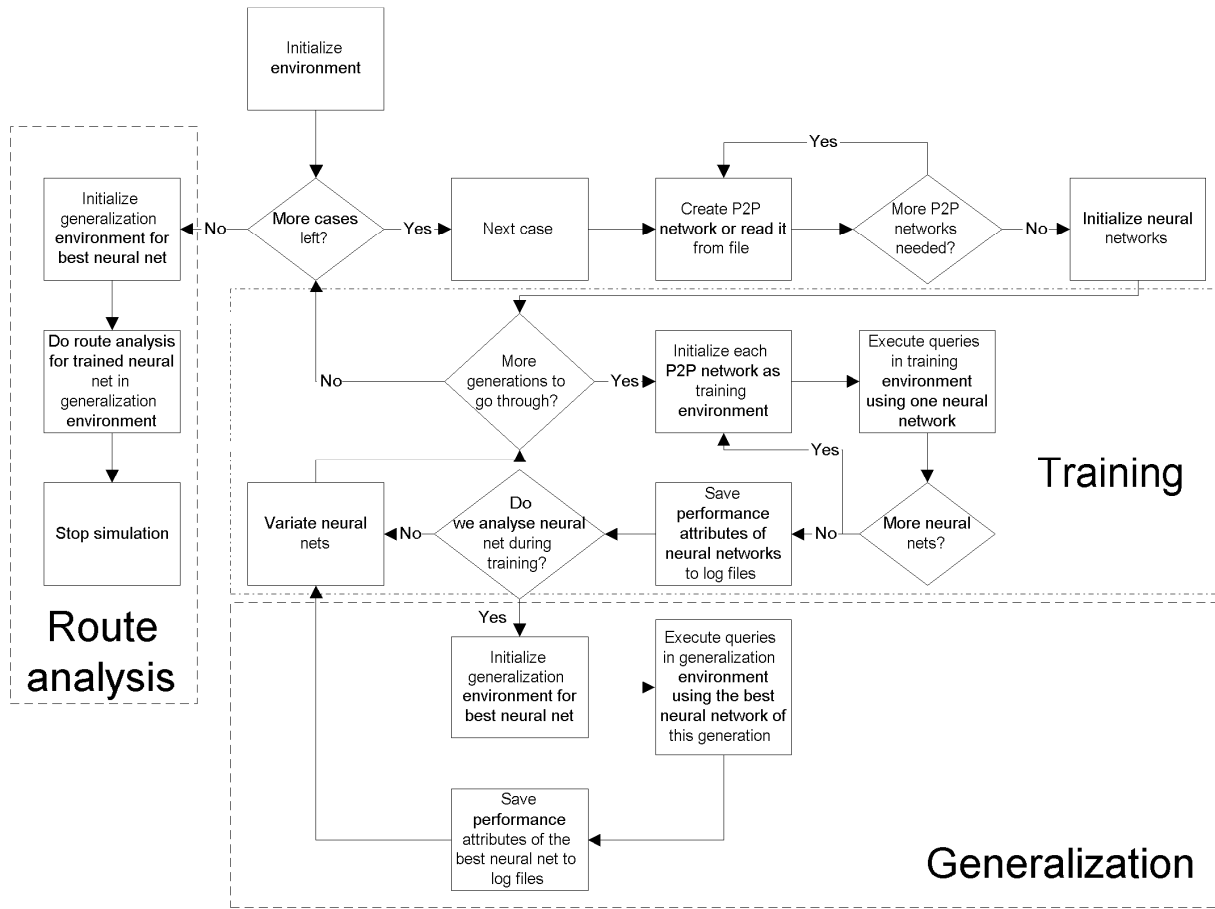 Initialize
environment
Yes
Initialize
generalization
environment for
best neural net
No
More cases
left?
Yes
Next case
Create P2P
network or read it
from file
More P2P
networks
needed?
No
Initialize neural
networks
Do route analysis
for trained neural
net in
generalization
environment
No
More
generations to
go through?
Yes
Initialize each
P2P network as
training
environment
Execute queries
in training
environment
using one neural
network
Yes
Training
Stop simulation
Variate neural
nets
No
Do
we analyse neural
net during
training?
Save
performance
attributes of
neural networks
to log files
No
More neural
nets?
Route
analysis
Yes
Initialize
generalization
environment for
best neural net
Execute queries
in generalization
environment
using the best
neural network of
this generation
Save
performance
attributes of the
best neural net to
log files
Generalization